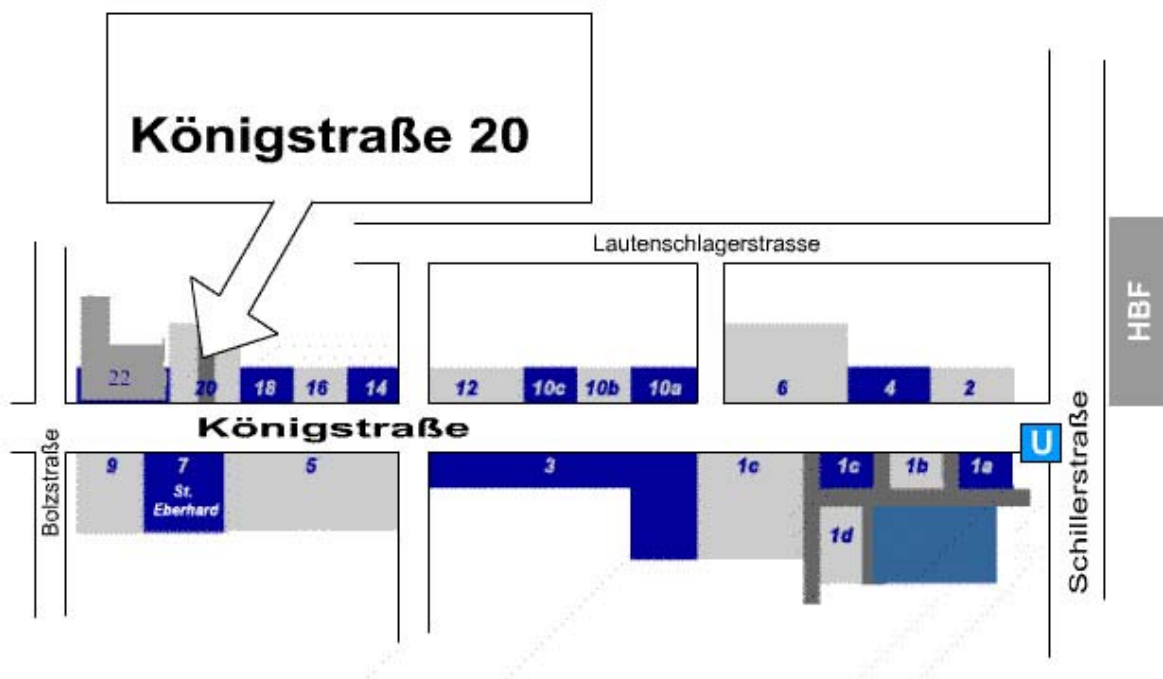 Königstraße 20
Lautenschlagerstrasse
HBF
22
20
18
16
14
12
10c
10b
10a
6
4
2
Königstraße
U
Schillerstraße
Bolzstraße
9
7
St.
Eberhard
5
3
1c
1c
1b
1a
1d